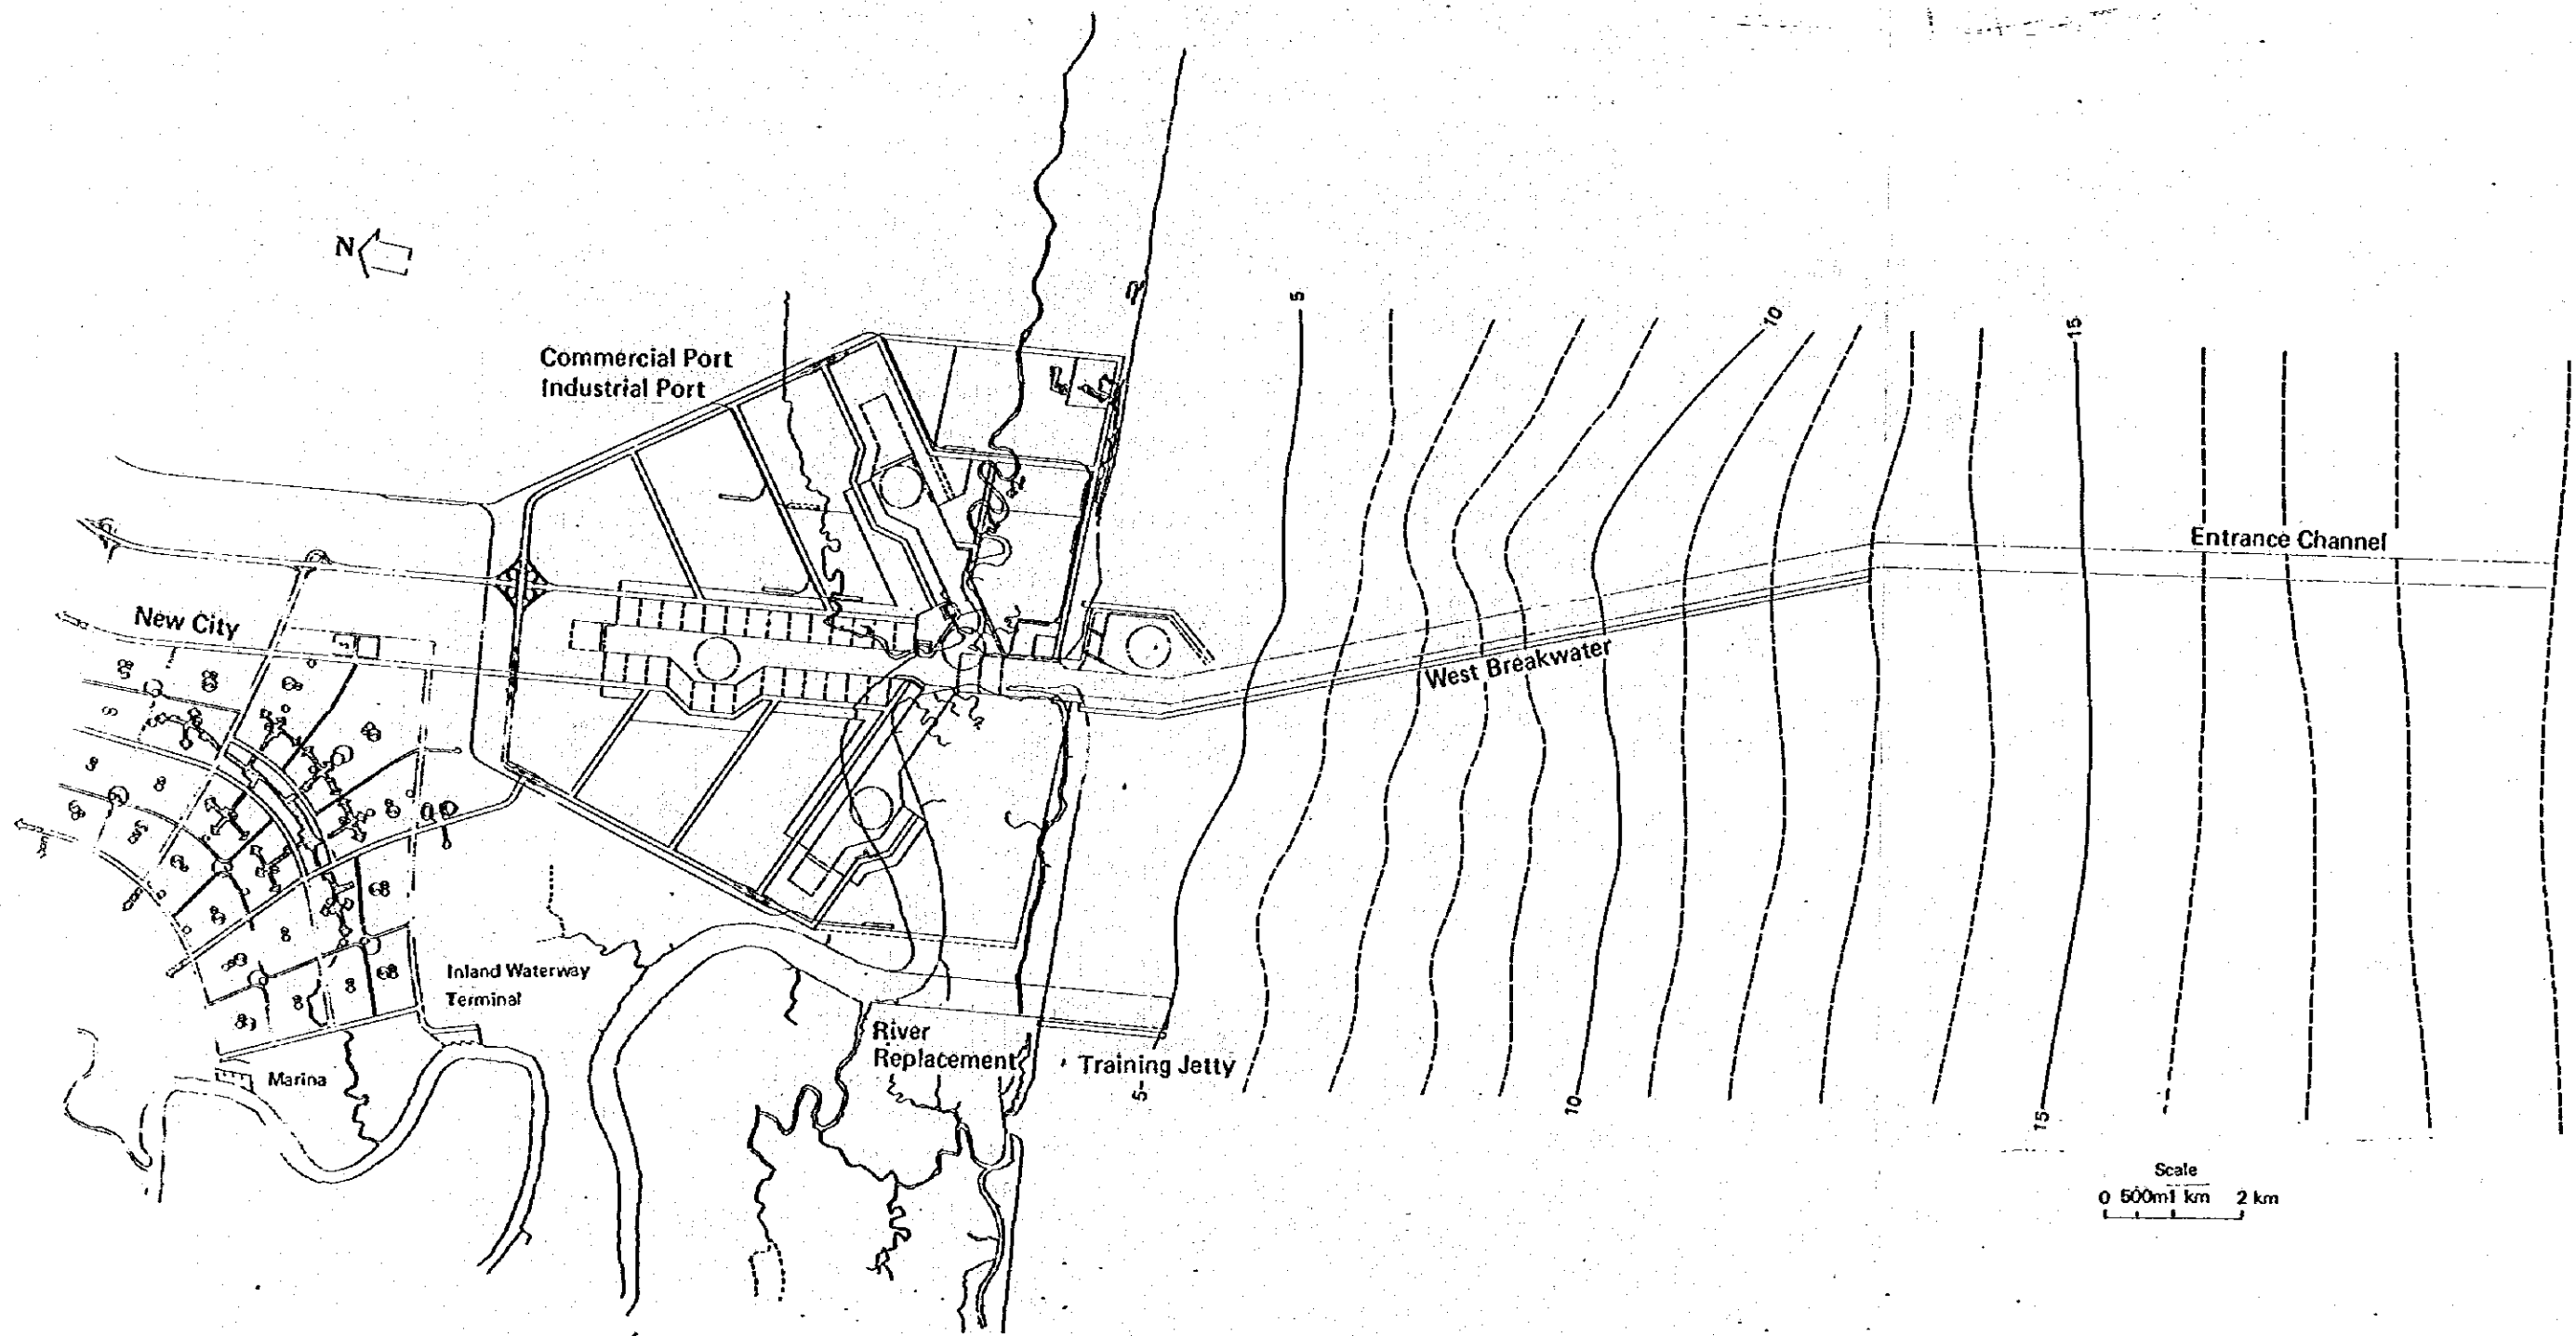 N
5
10
15
Commercial Port
Industrial Port
Entrance Channel
New City
West Breakwater
Inland Waterway
Terminal
River
Replacement
Training Jetty
Marina
5
10
15
Scale
0 500m 1 km 2 km